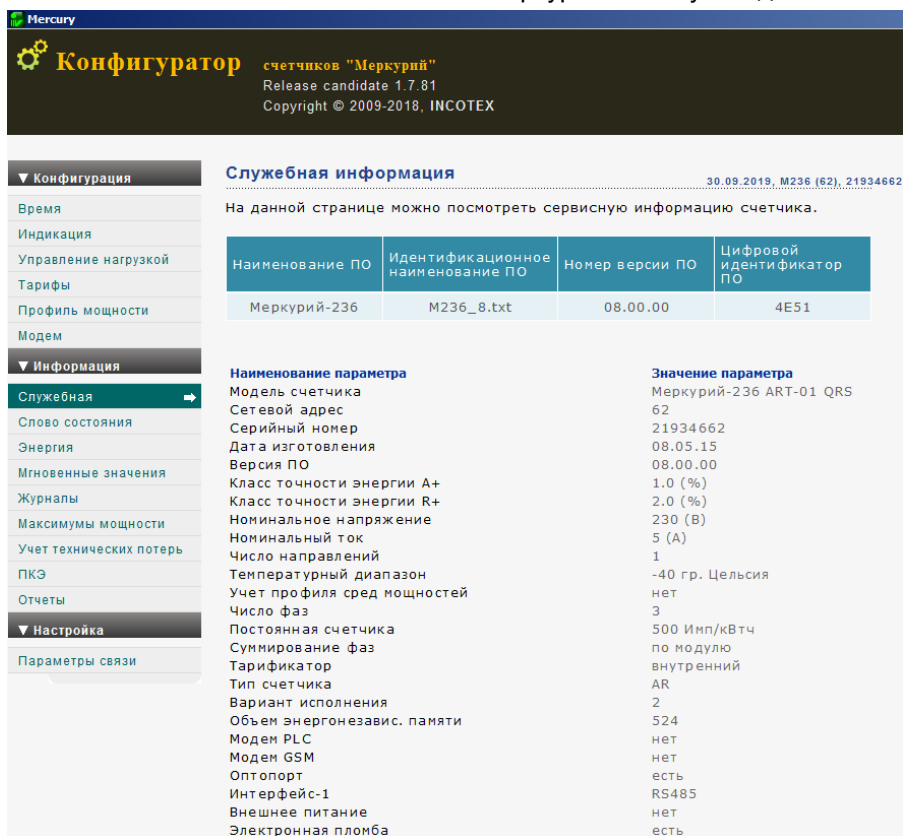 Mercury
Конфигуратор счетчиков "Меркурий"
Release candidate 1.7.81
Copyright © 2009-2018, INCOTEX
▼ Конфигурация
Время
Индикация
Управление нагрузкой
Тарифы
Профиль мощности
Модем
▼ Информация
Служебная
Слово состояния
Энергия
Мгновенные значения
Журналы
Максимумы мощности
Учет технических потерь
ПКЭ
Отчеты
▼ Настройка
Параметры связи
Служебная информация
30.09.2019, M236 (62), 21934662
На данной странице можно посмотреть сервисную информацию счетчика.
Наименование ПО Идентификационное наименование ПО Номер версии ПО Цифровой идентификатор ПО
Меркурий-236 M236_8.txt 08.00.00 4E51
Наименование параметра Значение параметра
Модель счетчика Меркурий-236 ART-01 QRS
Сетевой адрес 62
Серийный номер 21934662
Дата изготовления 08.05.15
Версия ПО 08.00.00
Класс точности энергии A+ 1.0 (%)
Класс точности энергии R+ 2.0 (%)
Номинальное напряжение 230 (В)
Номинальный ток 5 (А)
Число направлений 1
Температурный диапазон -40 гр. Цельсия
Учет профиля сред мощностей нет
Число фаз 3
Постоянная счетчика 500 Имп/кВтч
Суммирование фаз по модулю
Тарификатор внутренний
Тип счетчика AR
Вариант исполнения 2
Объем энергонезавис. памяти 524
Модем PLC нет
Модем GSM нет
Оптопорт есть
Интерфейс-1 RS485
Внешнее питание нет
Электронная пломба есть